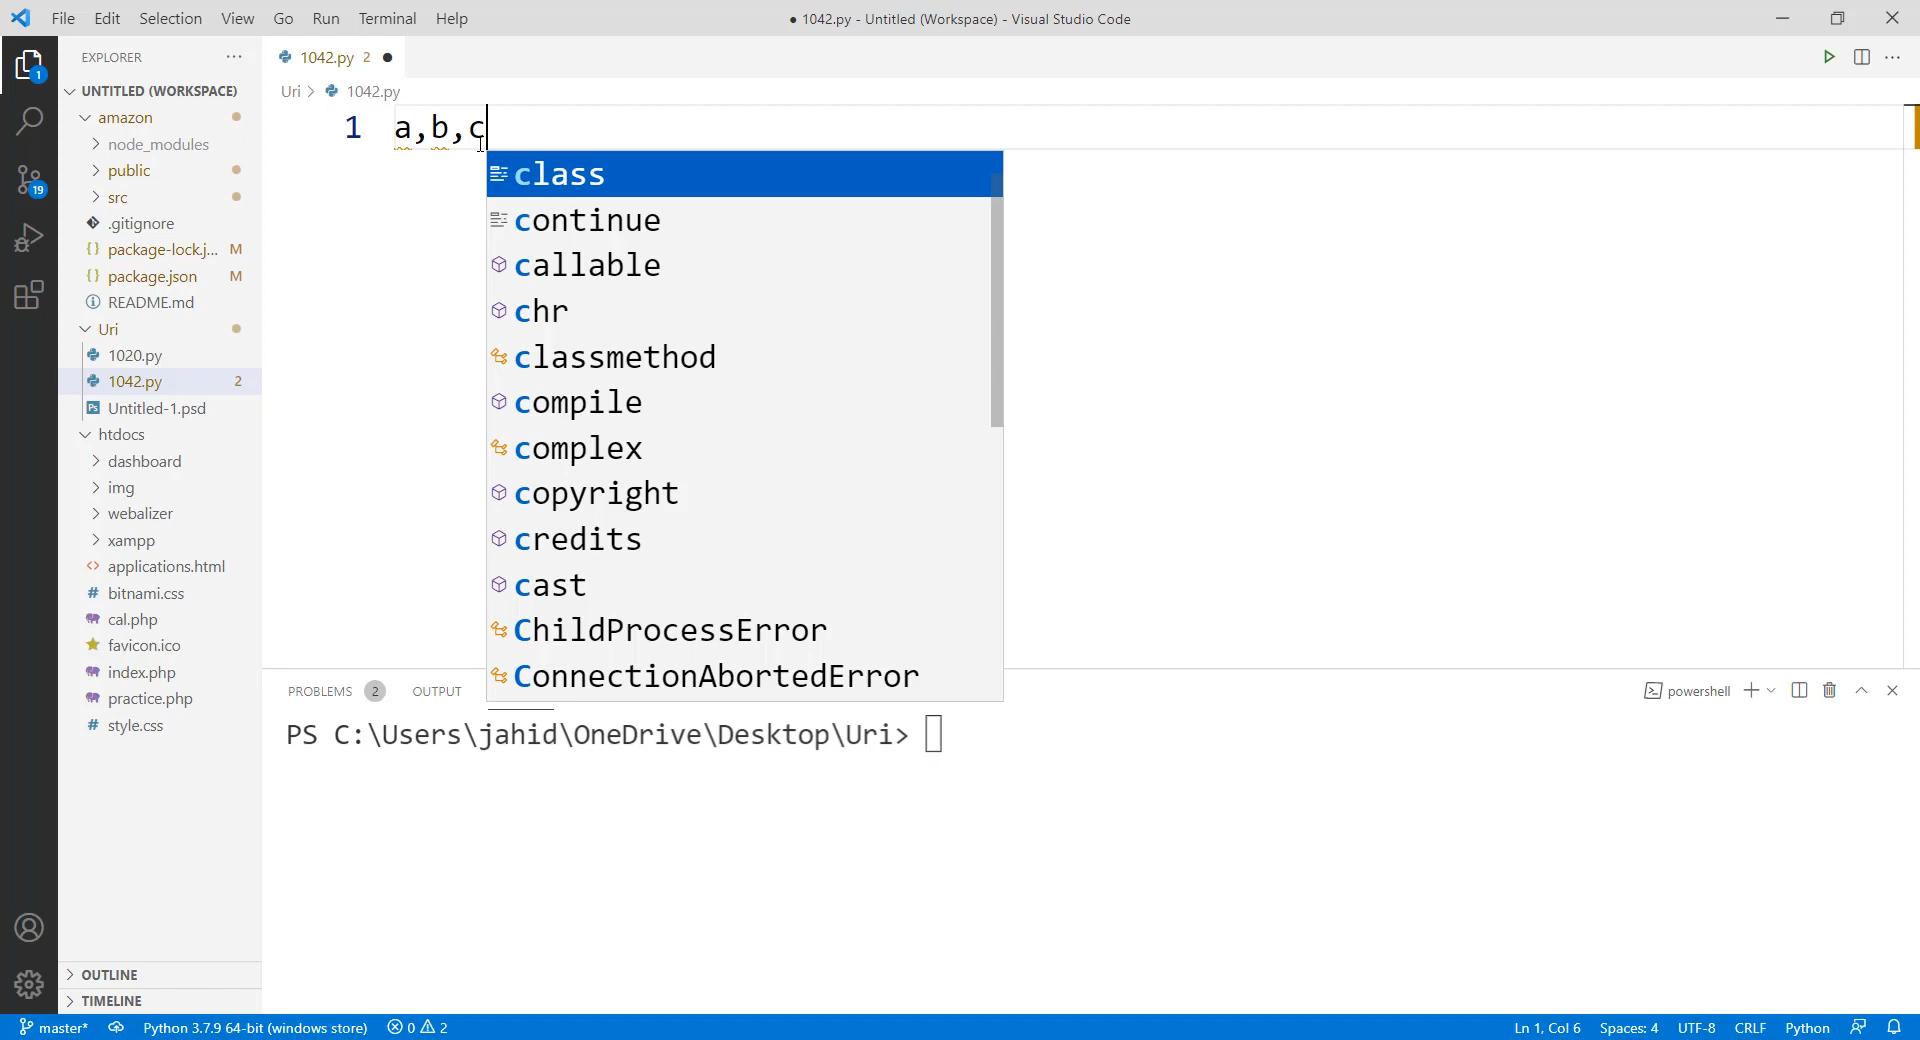 File Edit Selection View Go Run Terminal Help
● 1042.py - Untitled (Workspace) - Visual Studio Code
EXPLORER
1042.py 2
UNTITLED (WORKSPACE)
Uri > 1042.py
1
19
amazon
node_modules
public
src
.gitignore
package-lock.j... M
package.json M
README.md
Uri
1020.py
1042.py 2
Untitled-1.psd
htdocs
dashboard
img
webalizer
xampp
applications.html
bitnami.css
cal.php
favicon.ico
index.php
practice.php
style.css
OUTLINE
TIMELINE
1 a,b,c
class
continue
callable
chr
classmethod
compile
complex
copyright
credits
cast
ChildProcessError
ConnectionAbortedError
PROBLEMS 2 OUTPUT
powershell
PS C:\Users\jahid\OneDrive\Desktop\Uri>
master* Python 3.7.9 64-bit (windows store) 0 2
Ln 1, Col 6 Spaces: 4 UTF-8 CRLF Python